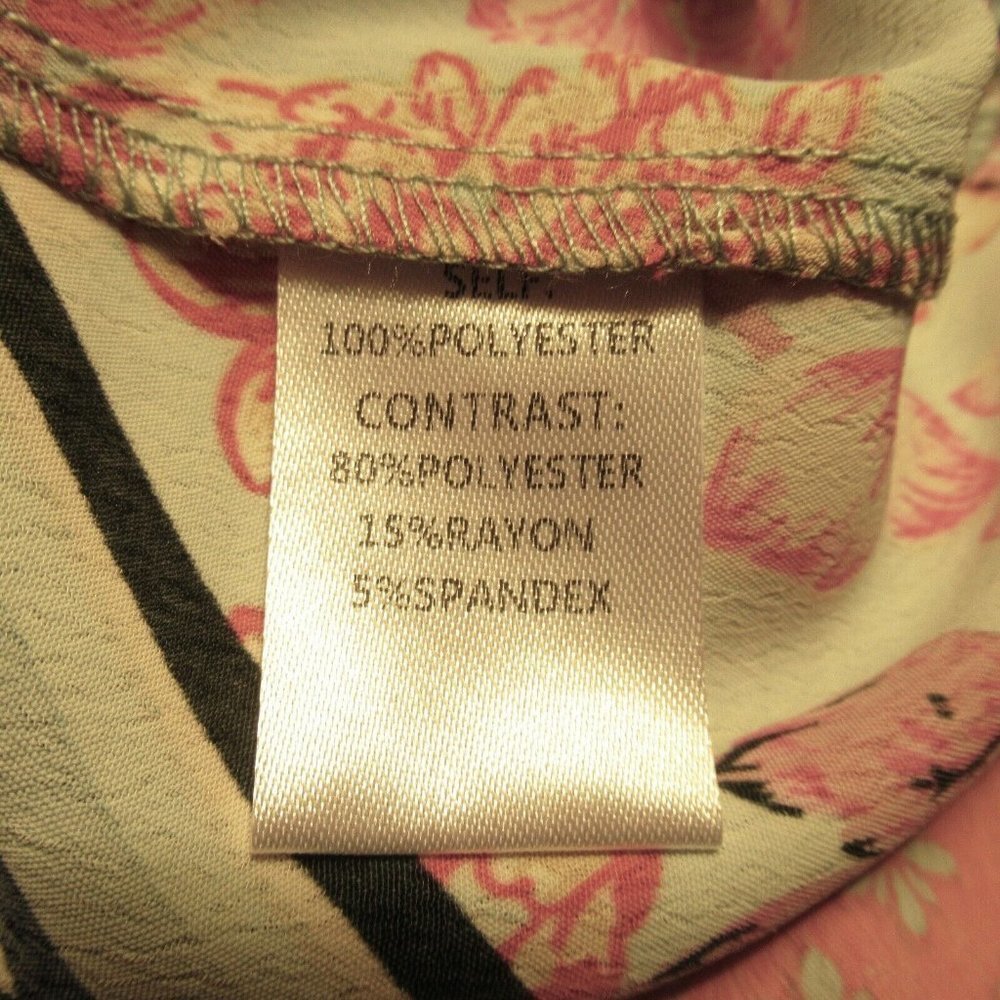 SELF:
100%POLYESTER
CONTRAST:
80%POLYESTER
15%RAYON
5%SPANDEX